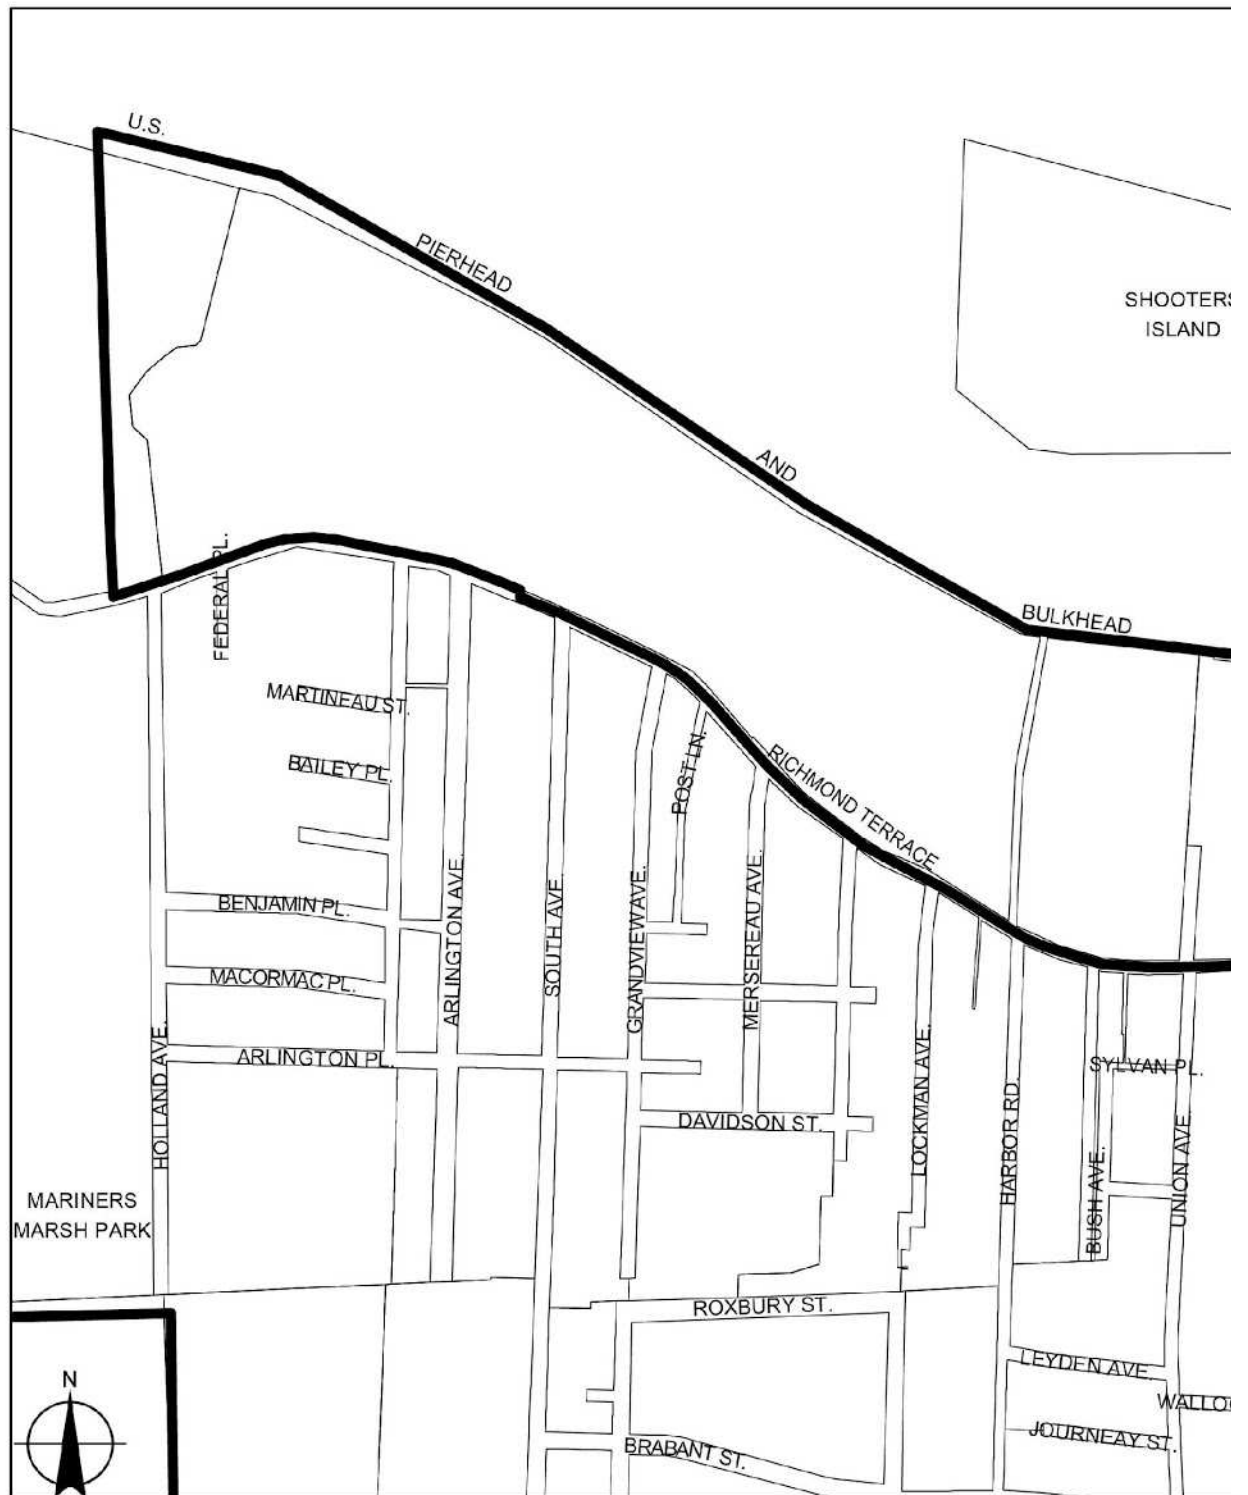 U.S.
PIERHEAD
SHOOTERS
ISLAND
AND
BULKHEAD
FEDERAL PL.
MARTINEAU ST.
BAILEY PL.
POST LN.
RICHMOND TERRACE
BENJAMIN PL.
MACORMAC PL.
ARLINGTON PL.
HOLLAND AVE.
ARLINGTON AVE.
SOUTH AVE.
GRANDVIEW AVE.
MERSEREAU AVE.
LOCKMAN AVE.
HARBOR RD.
BUSH AVE.
UNION AVE.
SYLVAN PL.
DAVIDSON ST.
MARINERS
MARSH PARK
ROXBURY ST.
LEYDEN AVE.
JOURNEAY ST.
BRABANT ST.
N